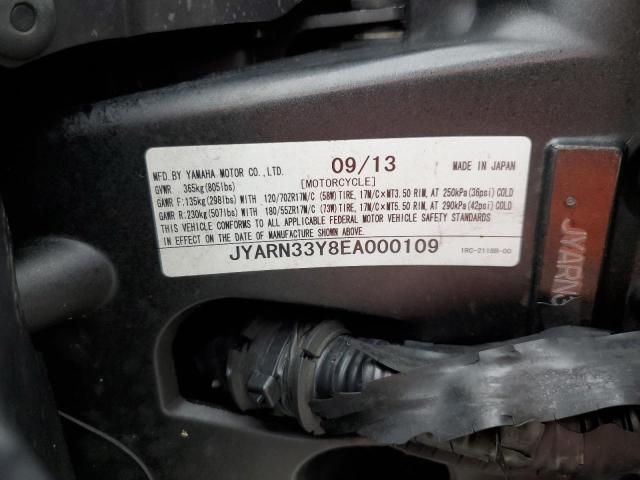 MFD.BY YAMAHA MOTOR CO.,LTD. 09/13 MADE IN JAPAN
GVWR : 365kg(805lbs) [MOTORCYCLE]
GAWR F:135kg(298lbs)WITH 120/70ZR17M/C (58W)TIRE, 17M/C×MT3.50 RIM, AT 250kPa(36psi)COLD
GAWR R:230kg(507lbs)WITH 180/55ZR17M/C (73W)TIRE, 17M/C×MT5.50 RIM, AT 290kPa(42psi)COLD
THIS VEHICLE CONFORMS TO ALL APPLICABLE FEDERAL MOTOR VEHICLE SAFETY STANDARDS
IN EFFECT ON THE DATE OF MANUFACTURE SHOWN ABOVE.
JYARN33Y8EA000109 1RC-2118B-00
JYARN3